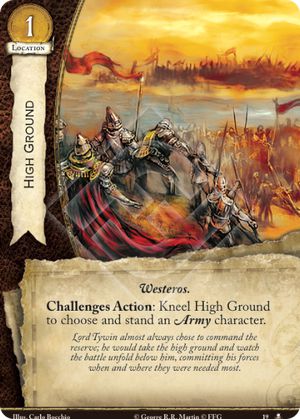 1
LOCATION
HIGH GROUND
Westeros.
Challenges Action: Kneel High Ground
to choose and stand an Army character.
Lord Tywin almost always chose to command the
reserve; he would take the high ground and watch
the battle unfold below him, committing his forces
when and where they were needed most.
Illus. Carlo Bocchio
© George R.R. Martin © FFG
19